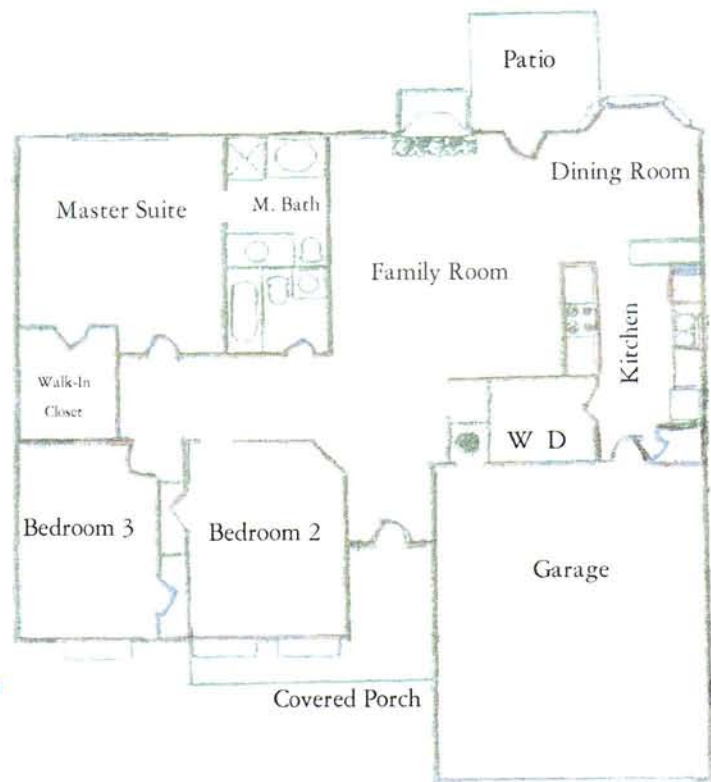 Patio
Dining Room
Master Suite
M. Bath
Family Room
Kitchen
Walk-In
Closet
W D
Bedroom 3
Bedroom 2
Garage
Covered Porch